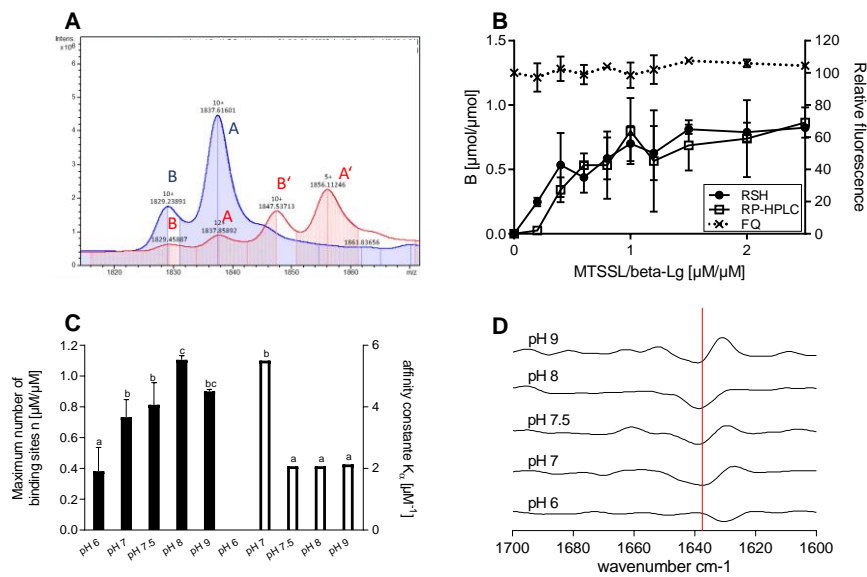 A
Intens.
x10⁶
6
5
4
3
2
1
0
10+
1837.61601
A
B
10+
1829.23891
B
1829.45887
A
12+
1837.85892
B'
10+
1847.53713
A'
5+
1856.11246
1861.83656
1820
1830
1840
1850
1860
m/z
B
1.5
1.0
0.5
0.0
B [µmol/µmol]
120
100
80
60
40
20
0
Relative fluorescence
RSH
RP-HPLC
FQ
0
1
2
MTSSL/beta-Lg [µM/µM]
C
1.2
1.0
0.8
0.6
0.4
0.2
0.0
Maximum number of
binding sites n [µM/µM]
a
b
b
c
bc
b
a
a
a
6
4
2
0
affinity constante Kα [µM⁻¹]
pH 6
pH 7
pH 7.5
pH 8
pH 9
pH 6
pH 7
pH 7.5
pH 8
pH 9
D
pH 9
pH 8
pH 7.5
pH 7
pH 6
1700
1680
1660
1640
1620
1600
wavenumber cm-1